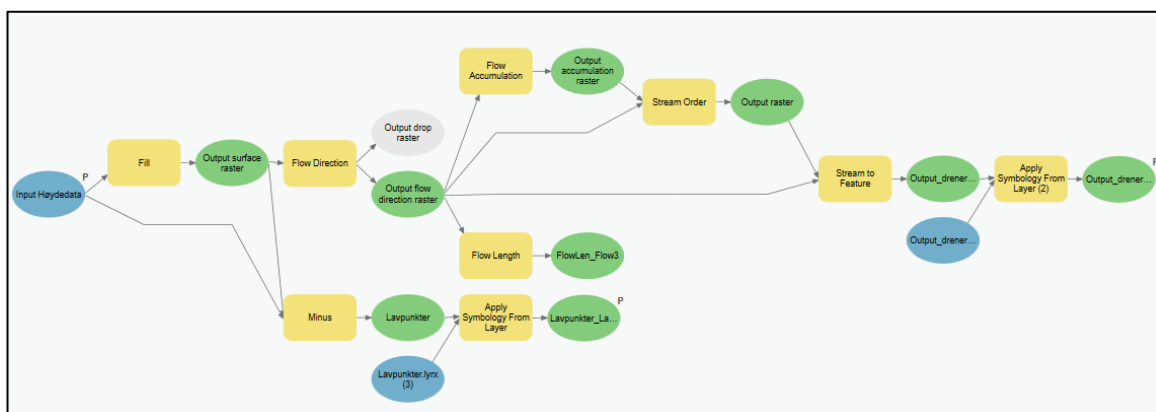 Input Høydedata
P
Fill
Output surface
raster
Flow Direction
Output drop
raster
Output flow
direction raster
Flow
Accumulation
Output
accumulation
raster
Stream Order
Output raster
Stream to
Feature
Output_drener...
Output_drener...
Apply
Symbology From
Layer (2)
Output_drener...
P
Flow Length
FlowLen_Flow3
Minus
Lavpunkter
Lavpunkter.lyrx
(3)
Apply
Symbology From
Layer
Lavpunkter_La...
P